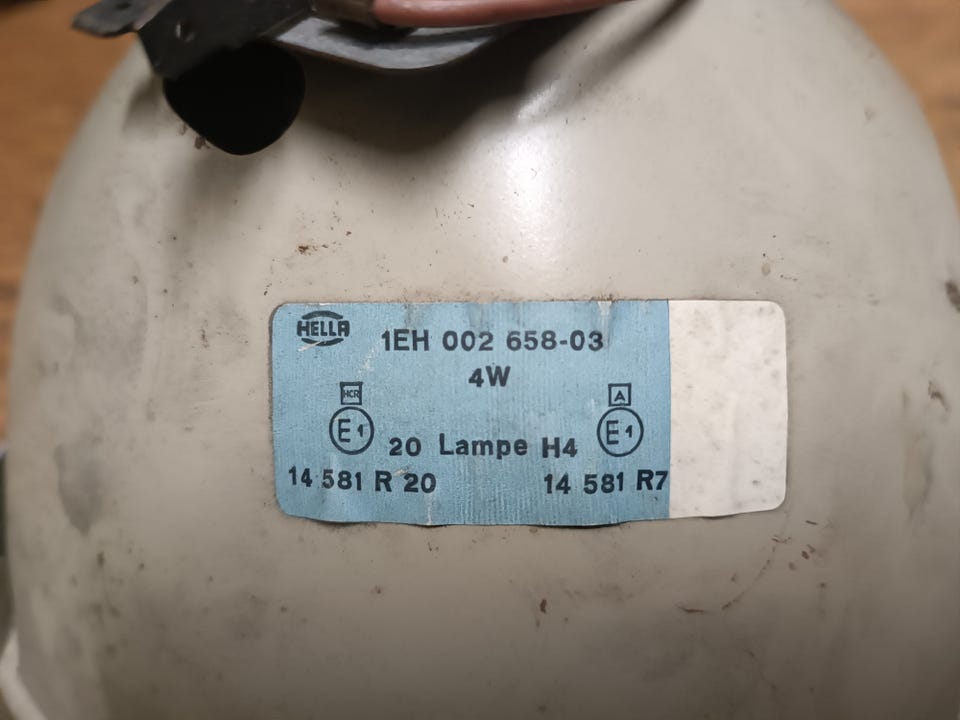 HELLA
1EH 002 658-03
4W
HCR A
E1 20 Lampe H4 E1
14 581 R 20 14 581 R7